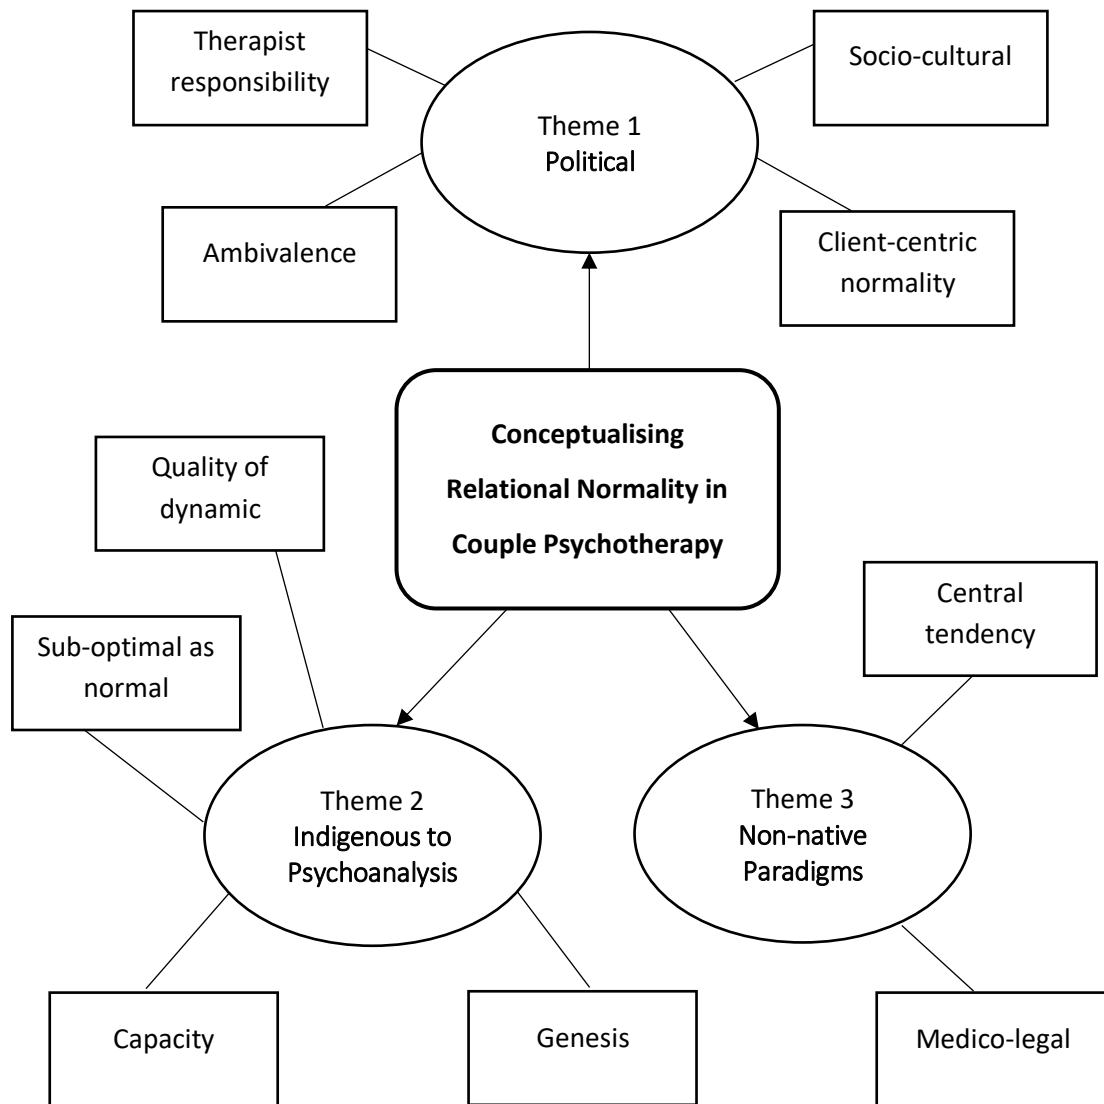 Therapist
responsibility
Socio-cultural
Theme 1
Political
Ambivalence
Client-centric
normality
Conceptualising
Relational Normality in
Couple Psychotherapy
Quality of
dynamic
Central
tendency
Sub-optimal as
normal
Theme 2
Indigenous to
Psychoanalysis
Theme 3
Non-native
Paradigms
Capacity
Genesis
Medico-legal